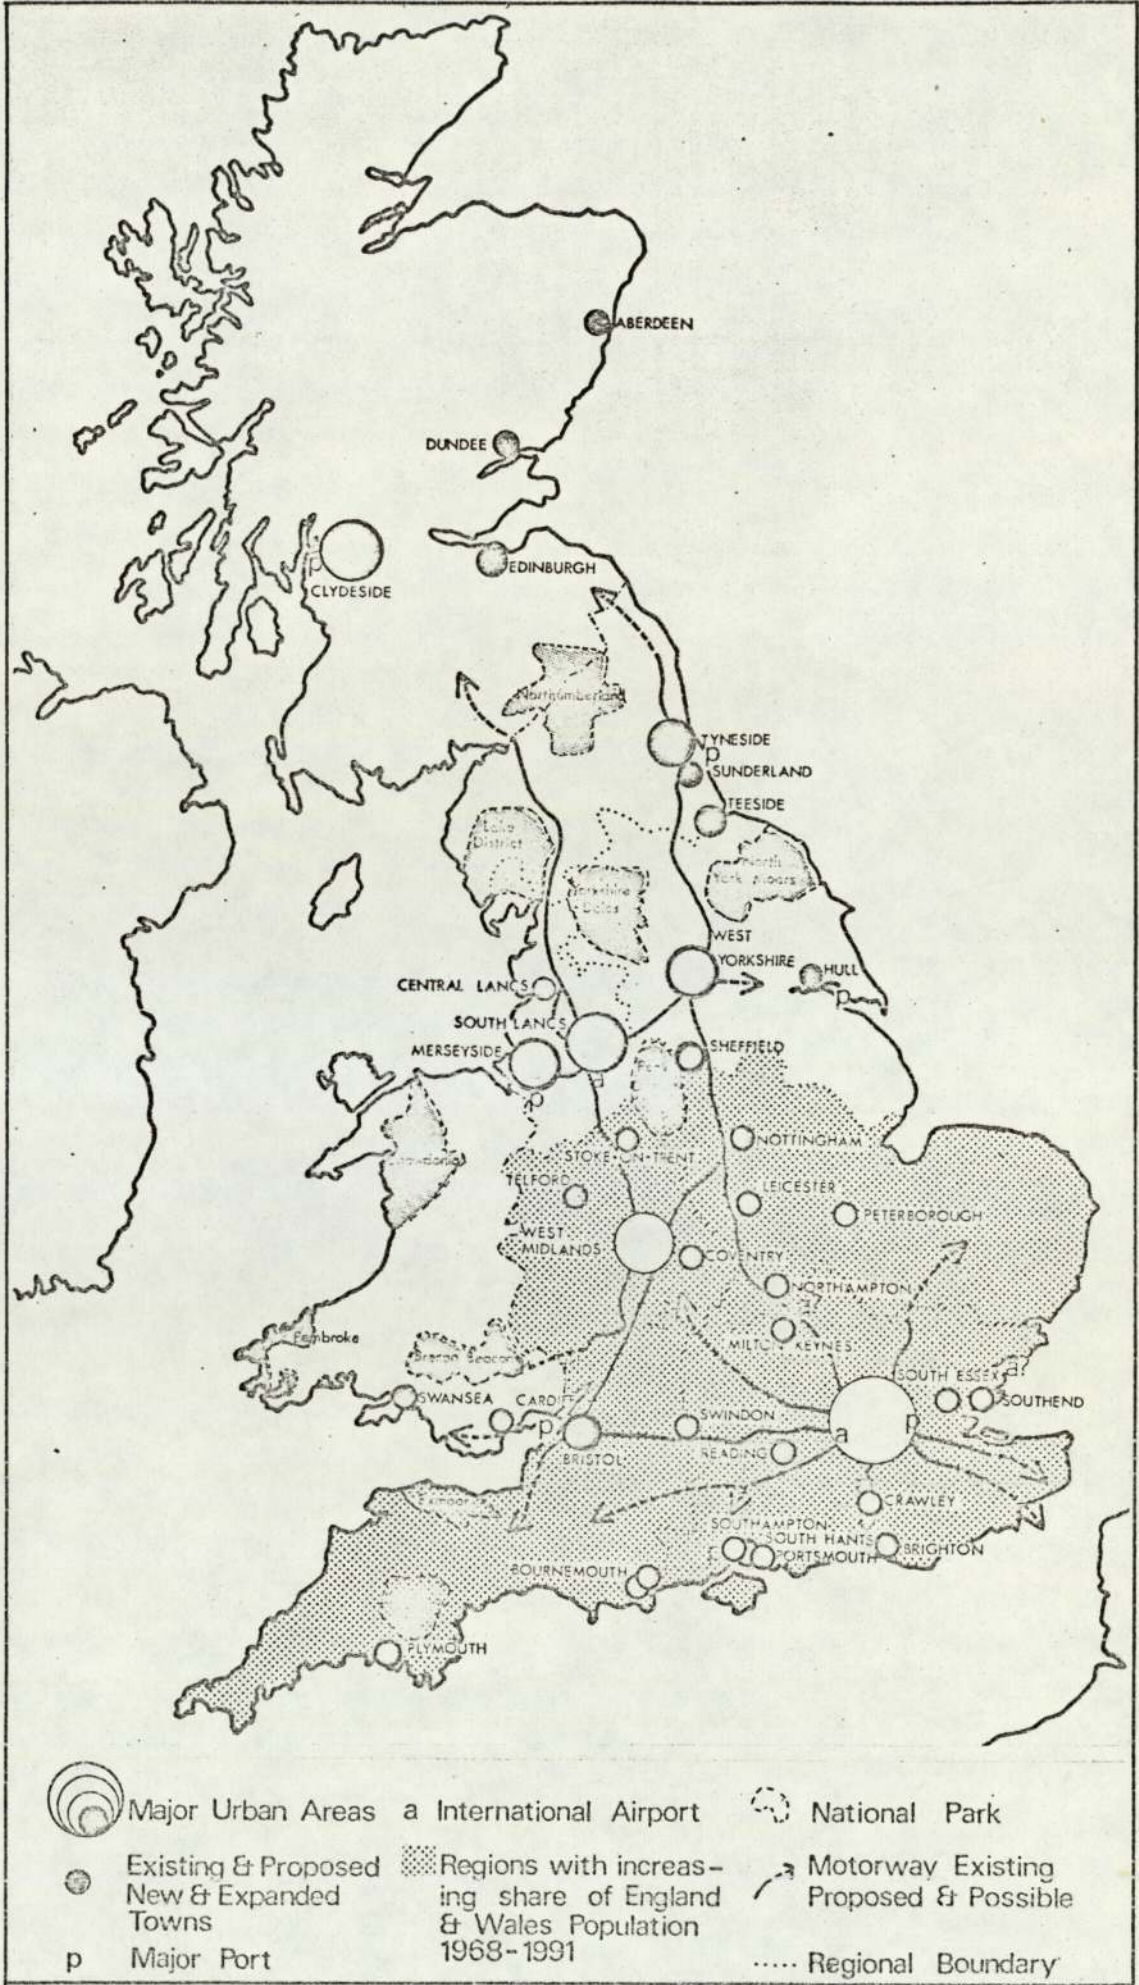 ABERDEEN
DUNDEE
EDINBURGH
p
CLYDESIDE
Northumberland
TYNESIDE
p
SUNDERLAND
TEESIDE
Lake
District
North
York Moors
Yorkshire
Dales
WEST
YORKSHIRE
HULL
p
CENTRAL LANCS
SOUTH LANCS
MERSEYSIDE
SHEFFIELD
a
p
Peak
Snowdonia
NOTTINGHAM
STOKE-ON-TRENT
TELFORD
LEICESTER
PETERBOROUGH
WEST
MIDLANDS
COVENTRY
NORTHAMPTON
a?
Pembroke
MILTON KEYNES
Brecon Beacons
SOUTH ESSEX
a?
SWANSEA
CARDIFF
SWINDON
SOUTHEND
p
a
p
BRISTOL
READING
Exmoor
CRAWLEY
SOUTHAMPTON
SOUTH HANTS
p
PORTSMOUTH
BRIGHTON
BOURNEMOUTH
PLYMOUTH
Major Urban Areas
a International Airport
National Park
Existing & Proposed
New & Expanded
Towns
Regions with increas-
ing share of England
& Wales Population
1968-1991
Motorway Existing
Proposed & Possible
p Major Port
Regional Boundary